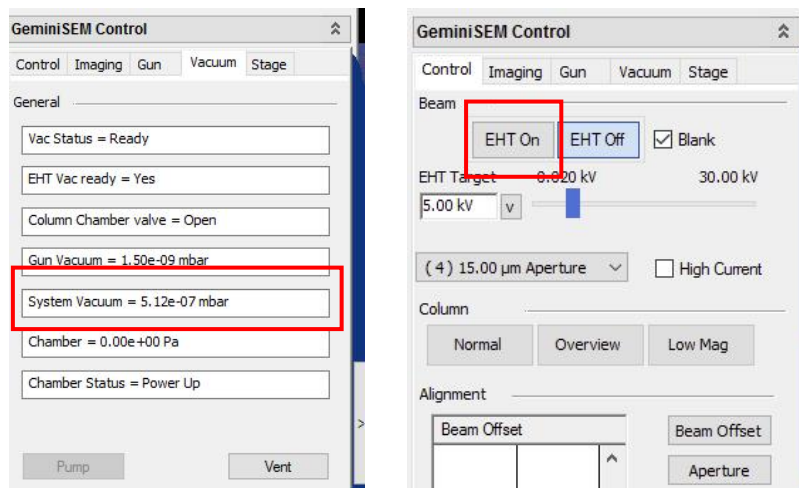 GeminiSEM Control
Control Imaging Gun Vacuum Stage
General
Vac Status = Ready
EHT Vac ready = Yes
Column Chamber valve = Open
Gun Vacuum = 1.50e-09 mbar
System Vacuum = 5.12e-07 mbar
Chamber = 0.00e+00 Pa
Chamber Status = Power Up
Pump Vent
GeminiSEM Control
Control Imaging Gun Vacuum Stage
Beam
EHT On EHT Off Blank
EHT Target 0.020 kV 30.00 kV
5.00 kV v
(4) 15.00 µm Aperture High Current
Column
Normal Overview Low Mag
Alignment
Beam Offset Beam Offset
Aperture